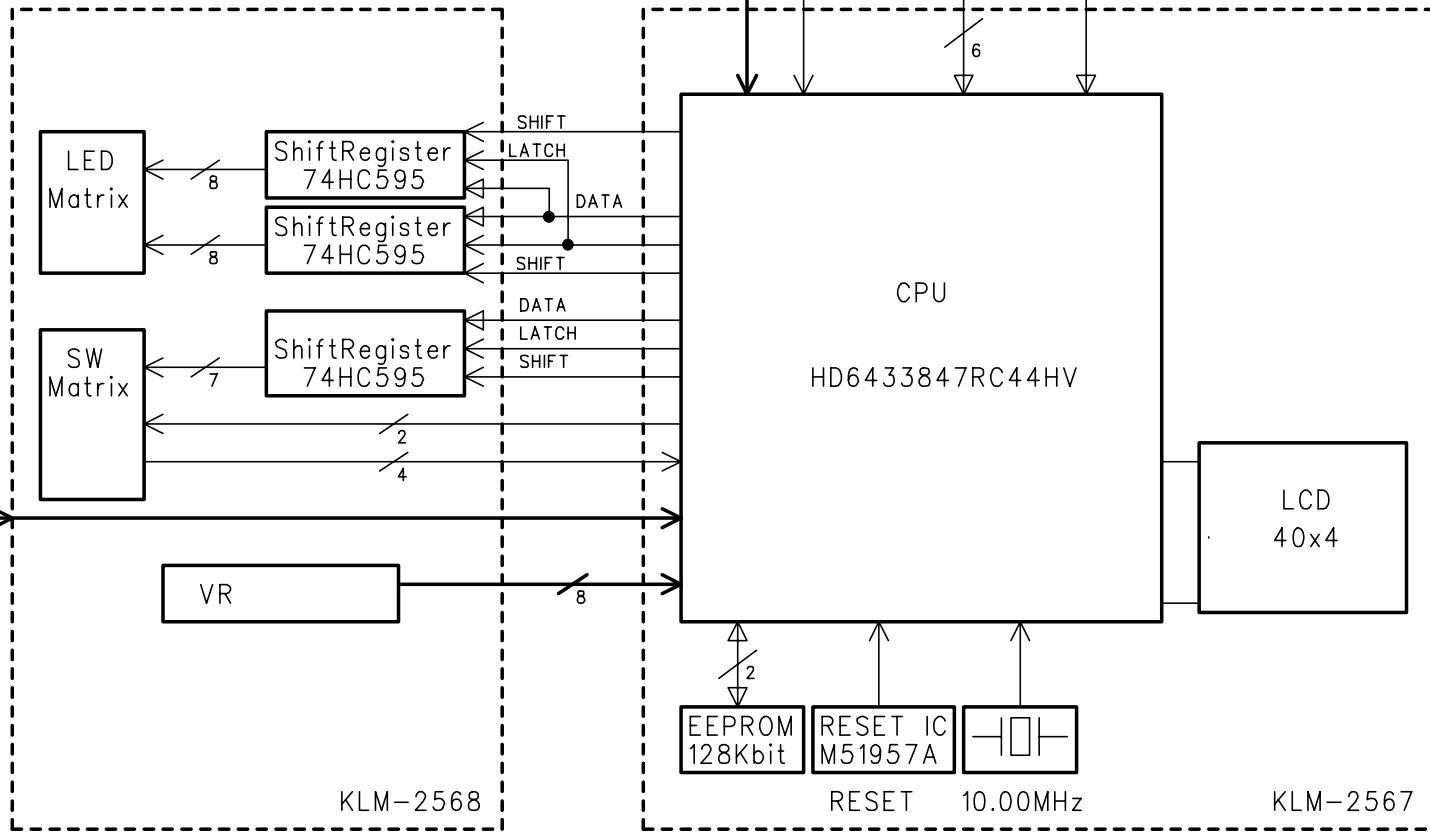 6
SHIFT
LED
Matrix
8
ShiftRegister
74HC595
LATCH
DATA
8
ShiftRegister
74HC595
SHIFT
CPU
HD6433847RC44HV
SW
Matrix
7
ShiftRegister
74HC595
DATA
LATCH
SHIFT
2
4
LCD
40x4
VR
8
2
EEPROM
128Kbit
RESET IC
M51957A
KLM-2568
RESET
10.00MHz
KLM-2567